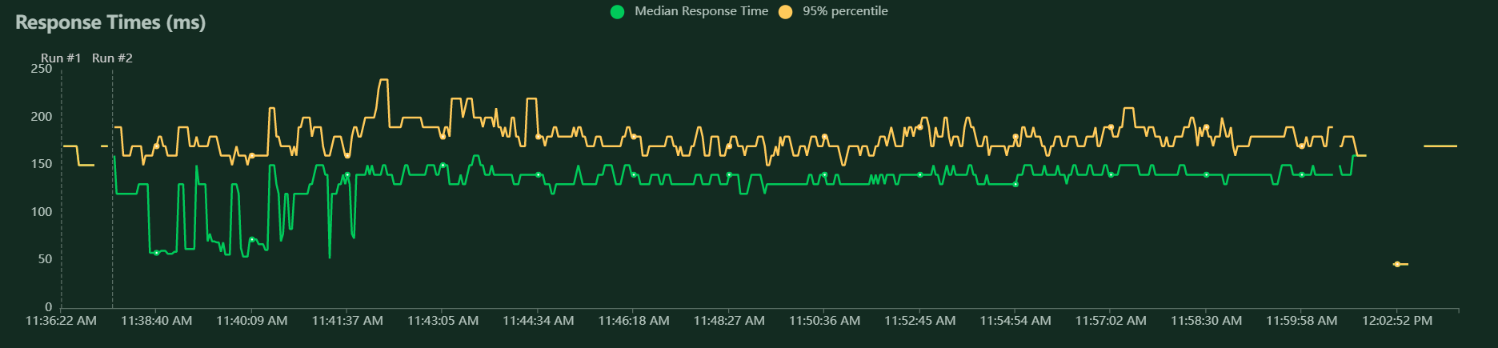 Response Times (ms)
Median Response Time 95% percentile
Run #1 Run #2
250
200
150
100
50
0
11:36:22 AM 11:38:40 AM 11:40:09 AM 11:41:37 AM 11:43:05 AM 11:44:34 AM 11:46:18 AM 11:48:27 AM 11:50:36 AM 11:52:45 AM 11:54:54 AM 11:57:02 AM 11:58:30 AM 11:59:58 AM 12:02:52 PM